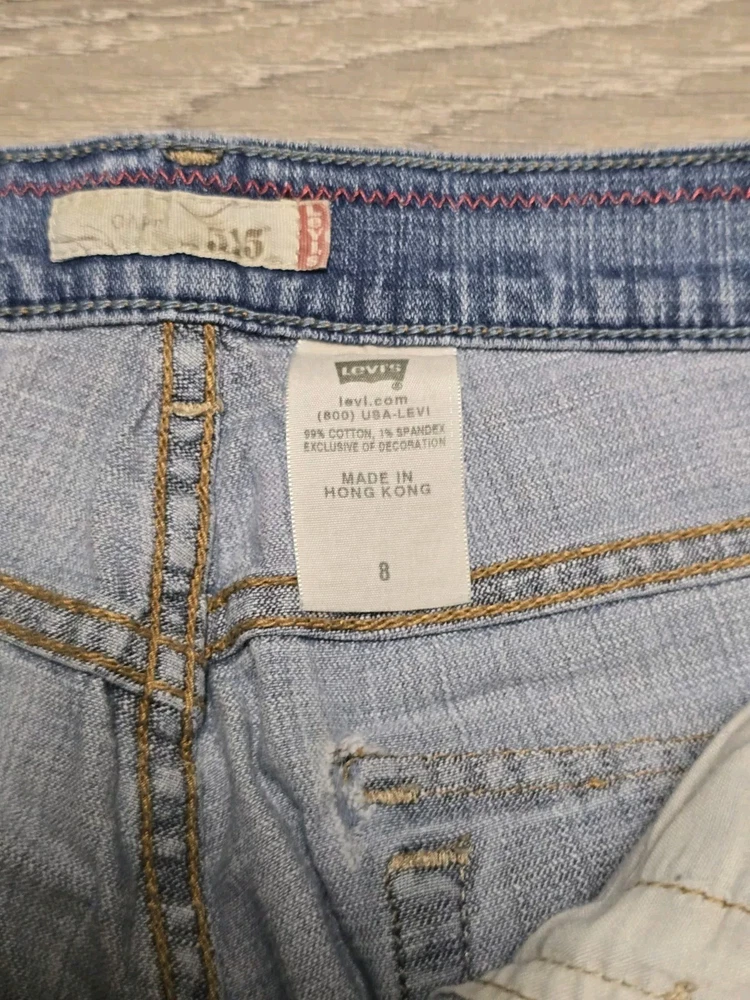 CAPRI
515
Levi's
LEVI'S
®
levi.com
(800) USA-LEVI
99% COTTON, 1% SPANDEX
EXCLUSIVE OF DECORATION
MADE IN
HONG KONG
8